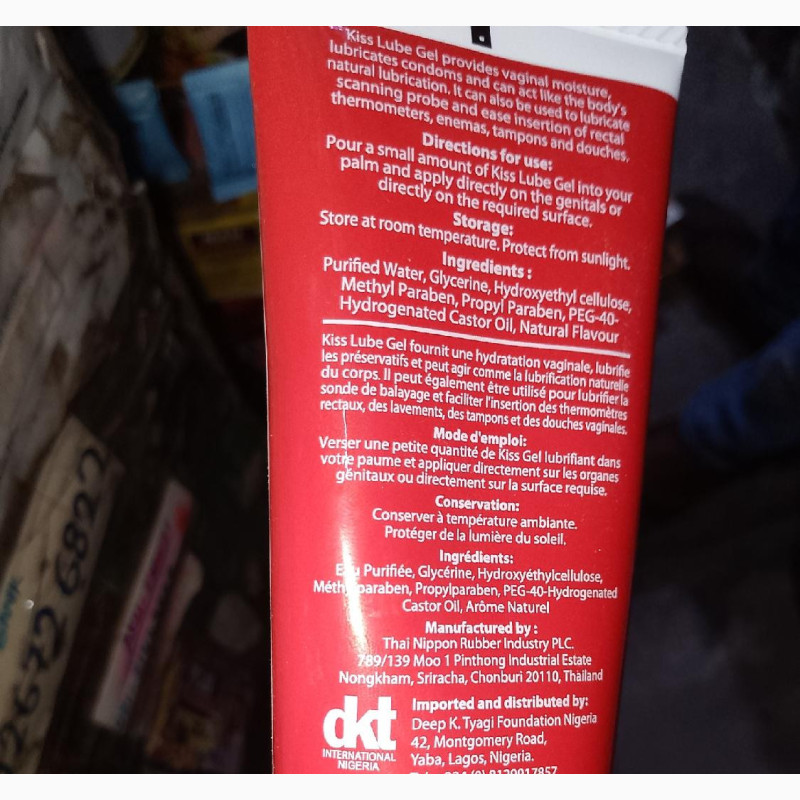 Kiss Lube Gel provides vaginal moisture,
lubricates condoms and can act like the body's
natural lubrication. It can also be used to lubricate
scanning probe and ease insertion of rectal
thermometers, enemas, tampons and douches.
Directions for use:
Pour a small amount of Kiss Lube Gel into your
palm and apply directly on the genitals or
directly on the required surface.
Storage:
Store at room temperature. Protect from sunlight.
Ingredients :
Purified Water, Glycerine, Hydroxyethyl cellulose,
Methyl Paraben, Propyl Paraben, PEG-40-
Hydrogenated Castor Oil, Natural Flavour
Kiss Lube Gel fournit une hydratation vaginale, lubrifie
les préservatifs et peut agir comme la lubrification naturelle
du corps. Il peut également être utilisé pour lubrifier la
sonde de balayage et faciliter l'insertion des thermomètres
rectaux, des lavements, des tampons et des douches vaginales.
Mode d'emploi:
Verser une petite quantité de Kiss Gel lubrifiant dans
votre paume et appliquer directement sur les organes
génitaux ou directement sur la surface requise.
Conservation:
Conserver à température ambiante.
Protéger de la lumière du soleil.
Ingrédients:
Eau Purifiée, Glycérine, Hydroxyéthylcellulose,
Méthylparaben, Propylparaben, PEG-40-Hydrogenated
Castor Oil, Arôme Naturel
Manufactured by :
Thai Nippon Rubber Industry PLC.
789/139 Moo 1 Pinthong Industrial Estate
Nongkham, Sriracha, Chonburi 20110, Thailand
dkt
INTERNATIONAL
NIGERIA
Imported and distributed by:
Deep K. Tyagi Foundation Nigeria
42, Montgomery Road,
Yaba, Lagos, Nigeria.